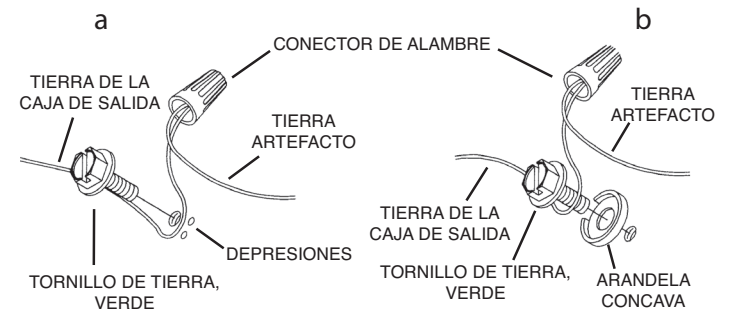 a
b
CONECTOR DE ALAMBRE
TIERRA DE LA
CAJA DE SALIDA
TIERRA
ARTEFACTO
DEPRESIONES
TORNILLO DE TIERRA,
VERDE
TIERRA
ARTEFACTO
TIERRA DE LA
CAJA DE SALIDA
TORNILLO DE TIERRA,
VERDE
ARANDELA
CONCAVA